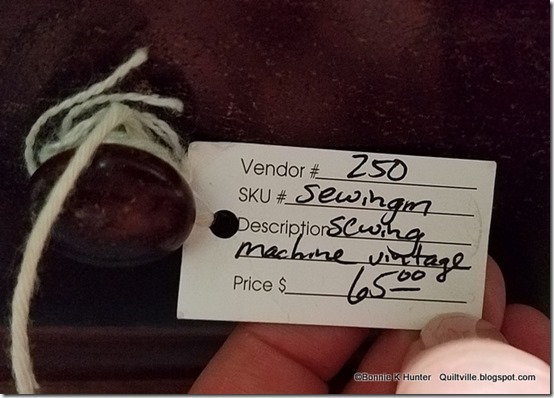 Vendor # 250
SKU # Sewingm
Description Sewing
machine vintage
Price $ 65.00
©Bonnie K Hunter Quiltville.blogspot.com